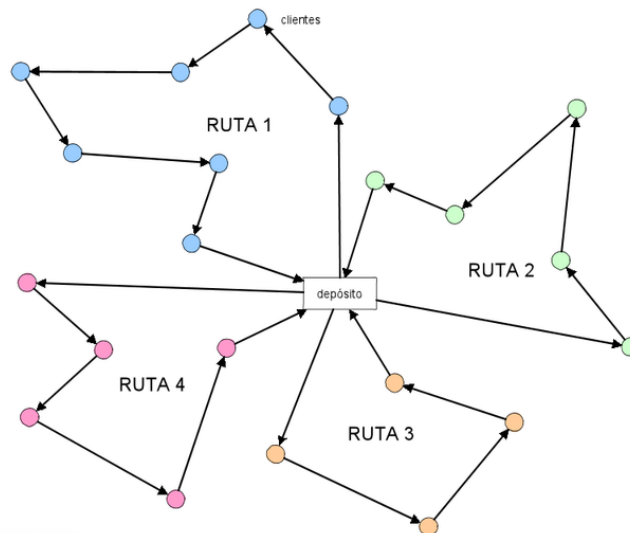 clientes
RUTA 1
RUTA 2
depósito
RUTA 4
RUTA 3